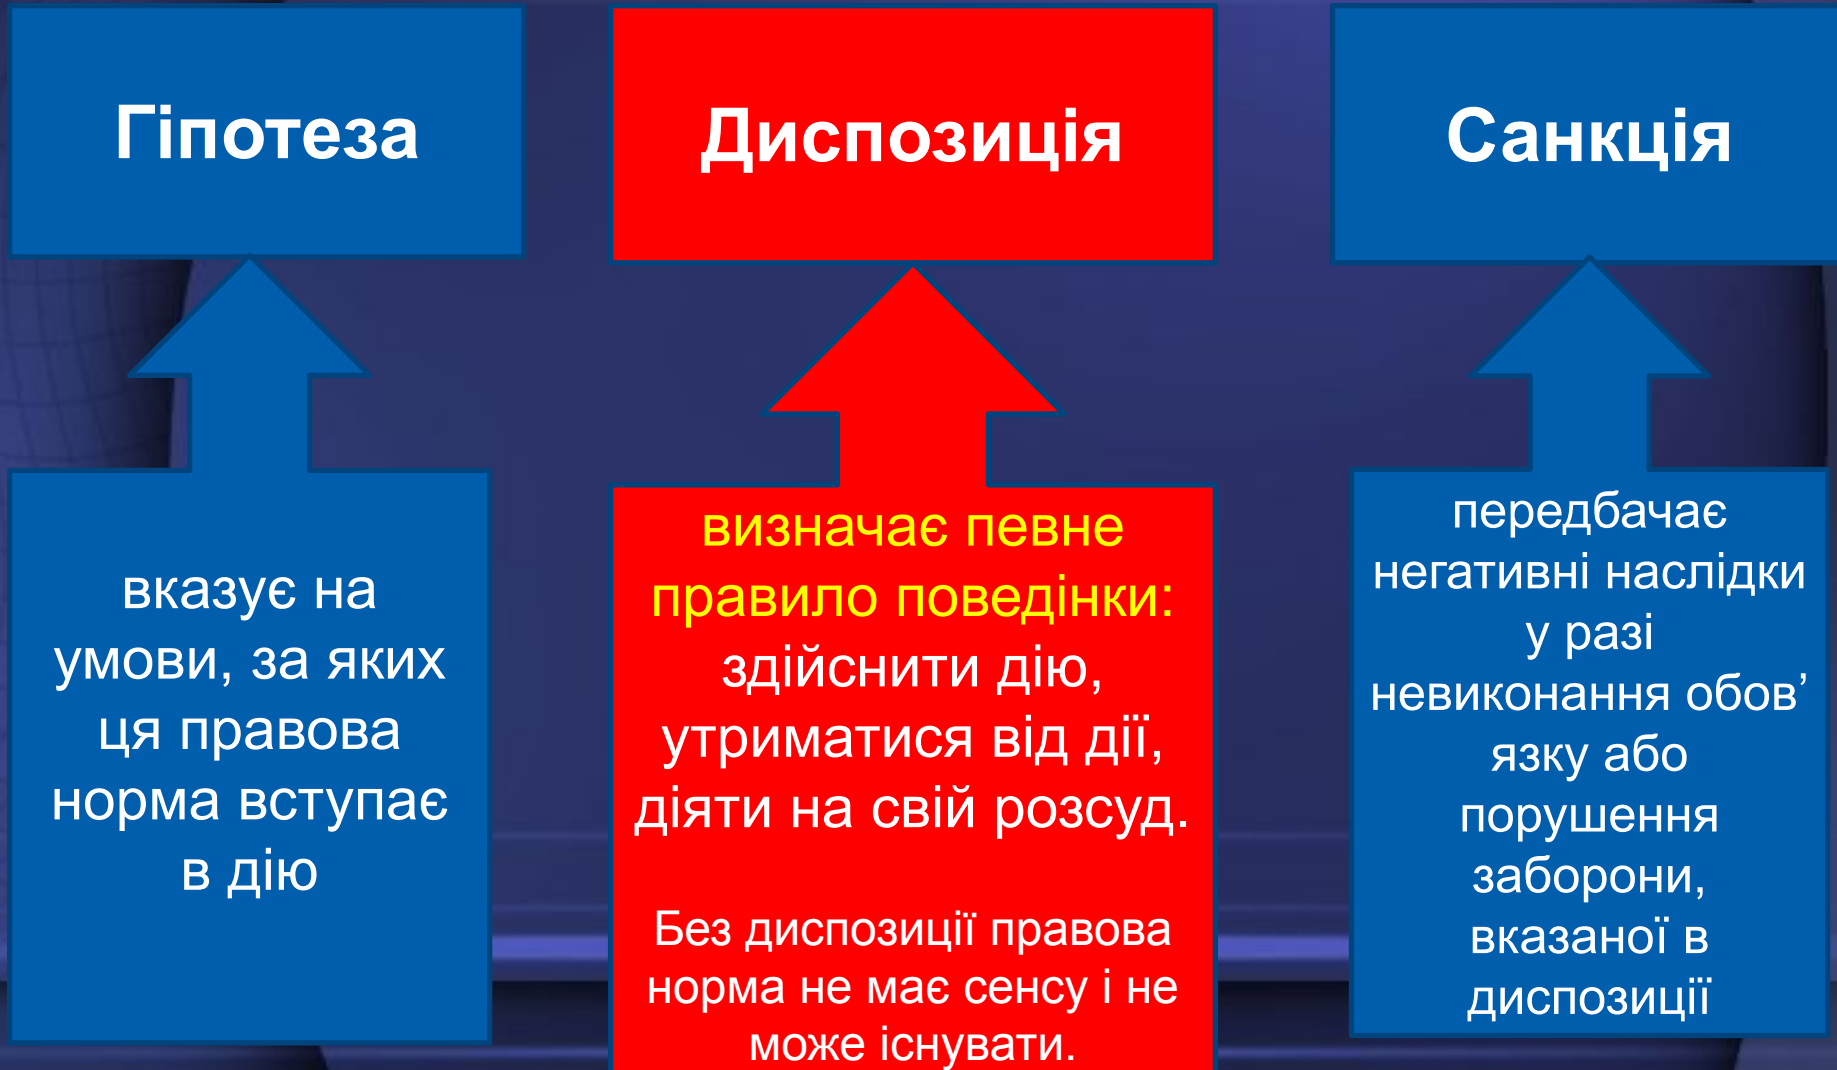 Гіпотеза
Диспозиція
Санкція
вказує на
умови, за яких
ця правова
норма вступає
в дію
визначає певне
правило поведінки:
здійснити дію,
утриматися від дії,
діяти на свій розсуд.
Без диспозиції правова
норма не має сенсу і не
може існувати.
передбачає
негативні наслідки
у разі
невиконання обов’
язку або
порушення
заборони,
вказаної в
диспозиції